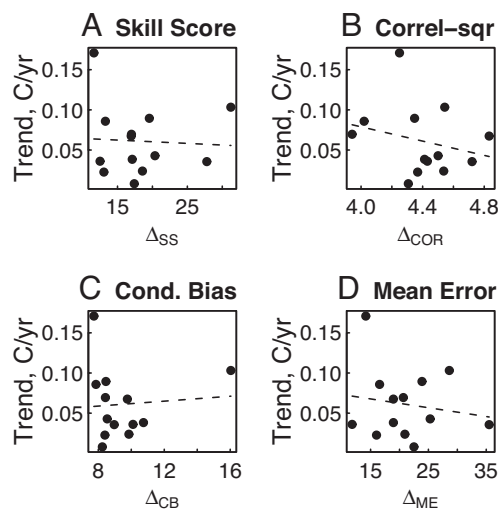 A Skill Score
Trend, C/yr
0.15
0.10
0.05
15 25
ΔSS
B Correl−sqr
Trend, C/yr
0.15
0.10
0.05
4.0 4.4 4.8
ΔCOR
C Cond. Bias
Trend, C/yr
0.15
0.10
0.05
8 10 12 14 16
ΔCB
D Mean Error
Trend, C/yr
0.15
0.10
0.05
15 25 35
ΔME